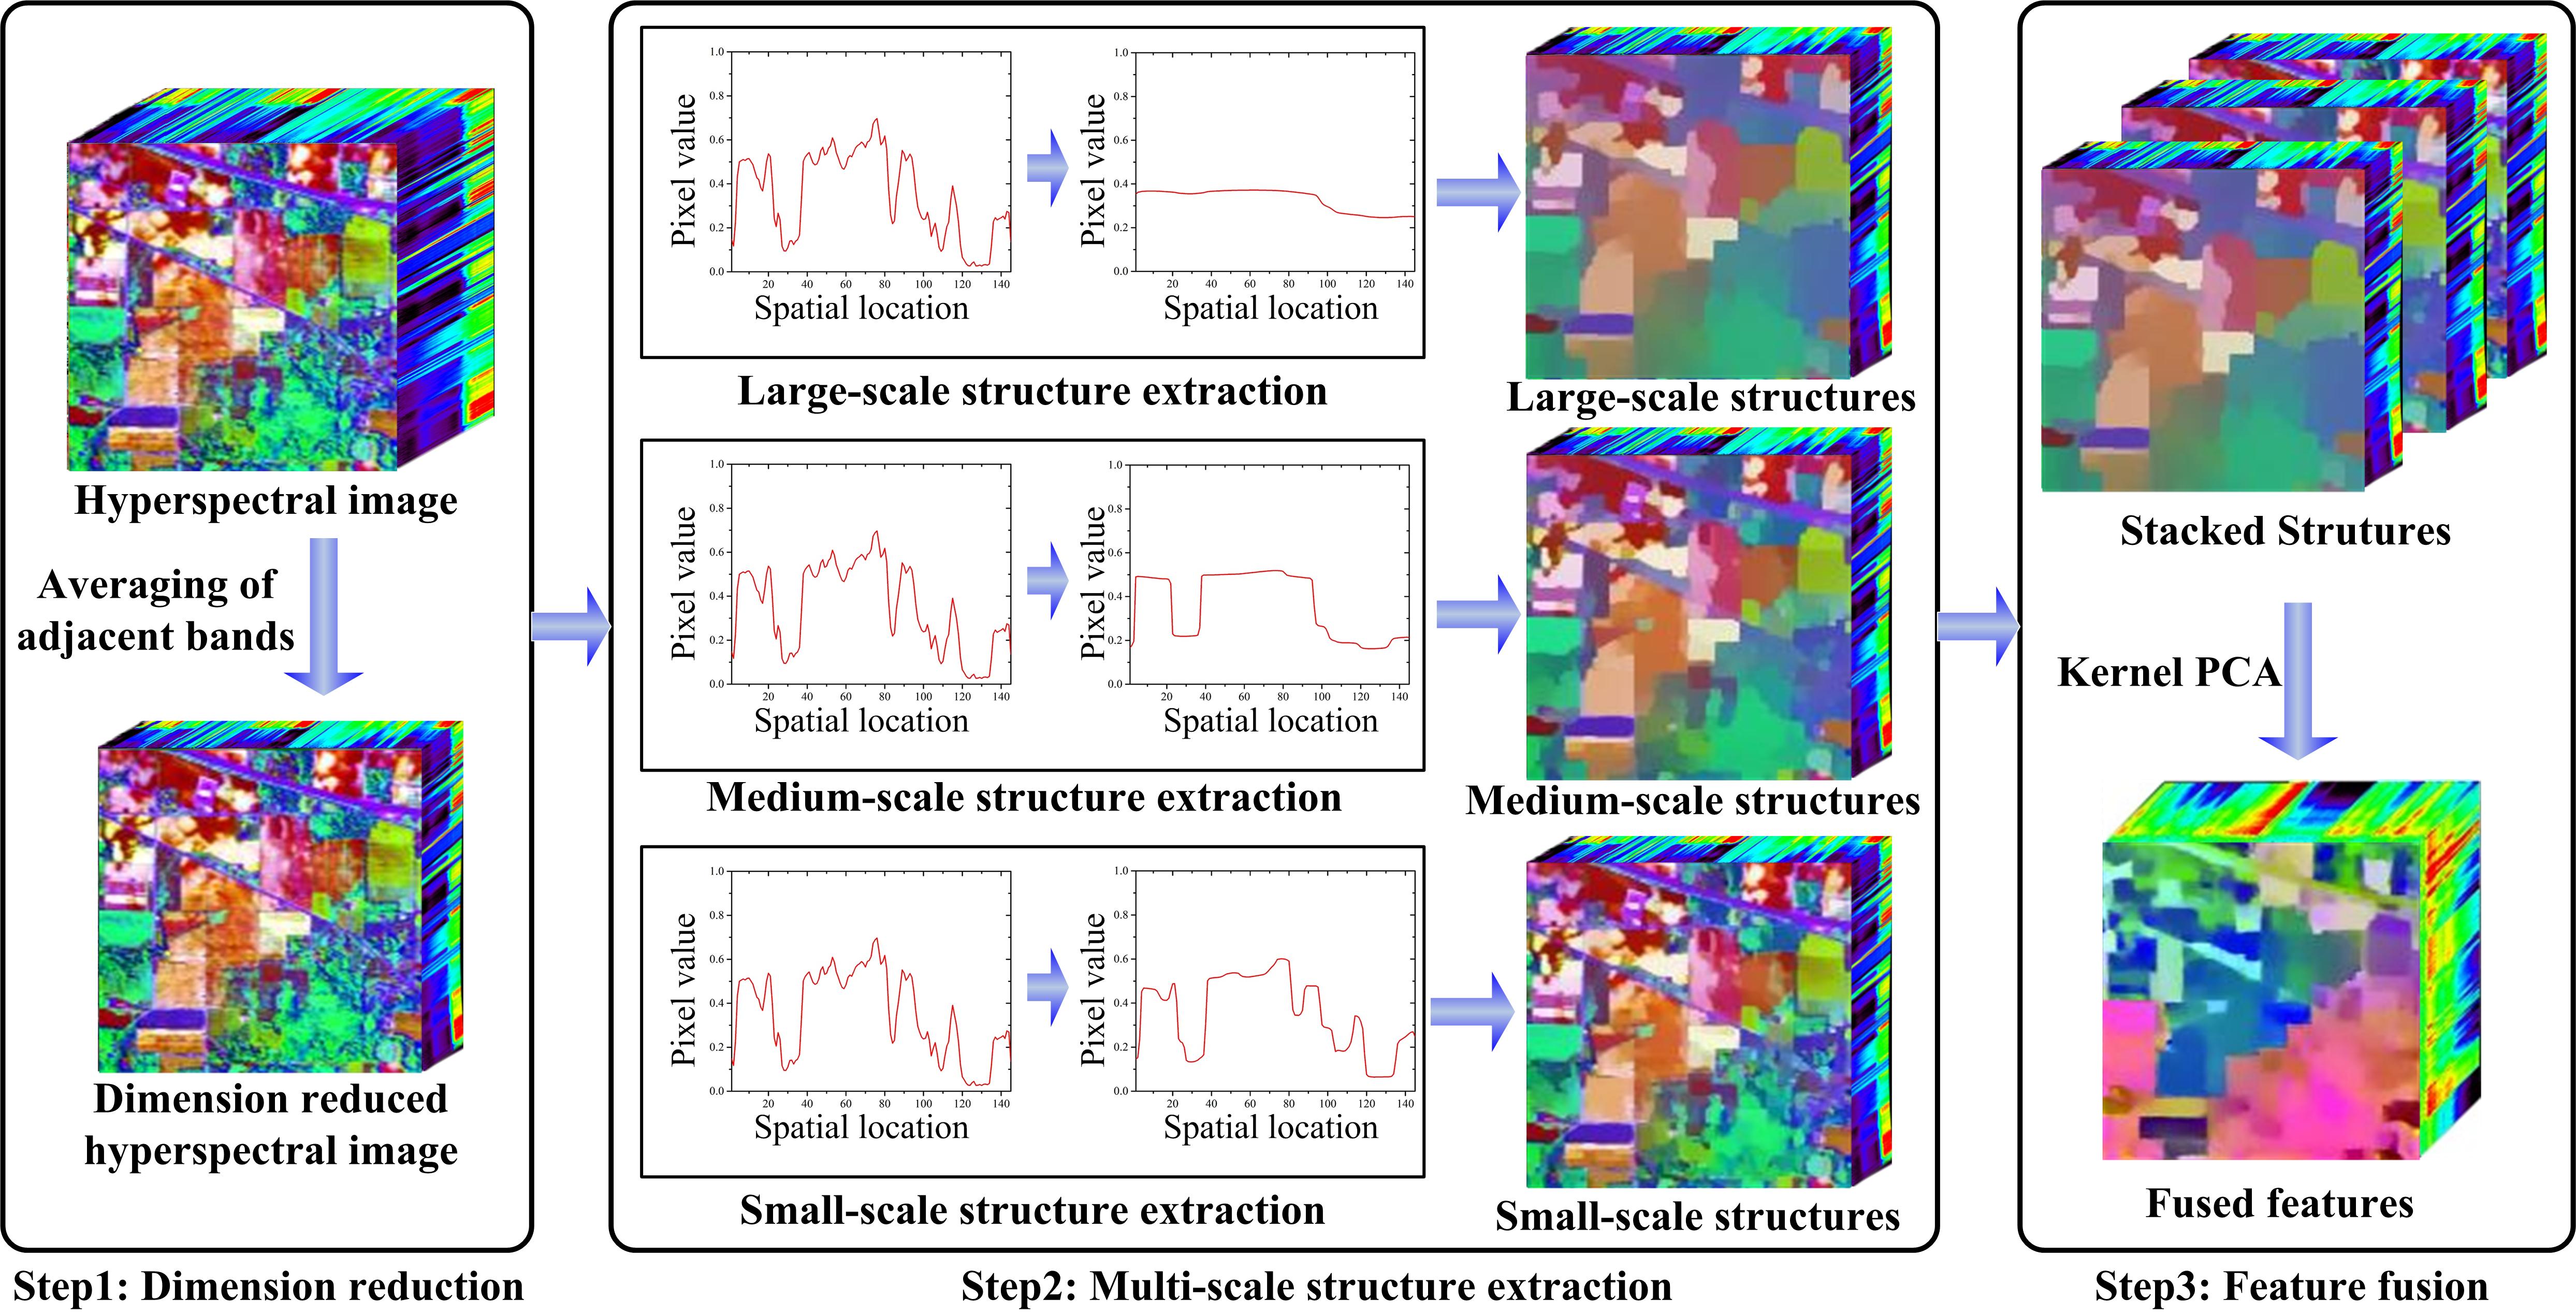 Hyperspectral image
Averaging of
adjacent bands
Dimension reduced
hyperspectral image
Step1: Dimension reduction
1.0
0.8
0.6
0.4
0.2
0.0
Pixel value
20 40 60 80 100 120 140
Spatial location
1.0
0.8
0.6
0.4
0.2
0.0
Pixel value
20 40 60 80 100 120 140
Spatial location
Large-scale structure extraction
Large-scale structures
1.0
0.8
0.6
0.4
0.2
0.0
Pixel value
20 40 60 80 100 120 140
Spatial location
1.0
0.8
0.6
0.4
0.2
0.0
Pixel value
20 40 60 80 100 120 140
Spatial location
Medium-scale structure extraction
Medium-scale structures
1.0
0.8
0.6
0.4
0.2
0.0
Pixel value
20 40 60 80 100 120 140
Spatial location
1.0
0.8
0.6
0.4
0.2
0.0
Pixel value
20 40 60 80 100 120 140
Spatial location
Small-scale structure extraction
Small-scale structures
Step2: Multi-scale structure extraction
Stacked Strutures
Kernel PCA
Fused features
Step3: Feature fusion